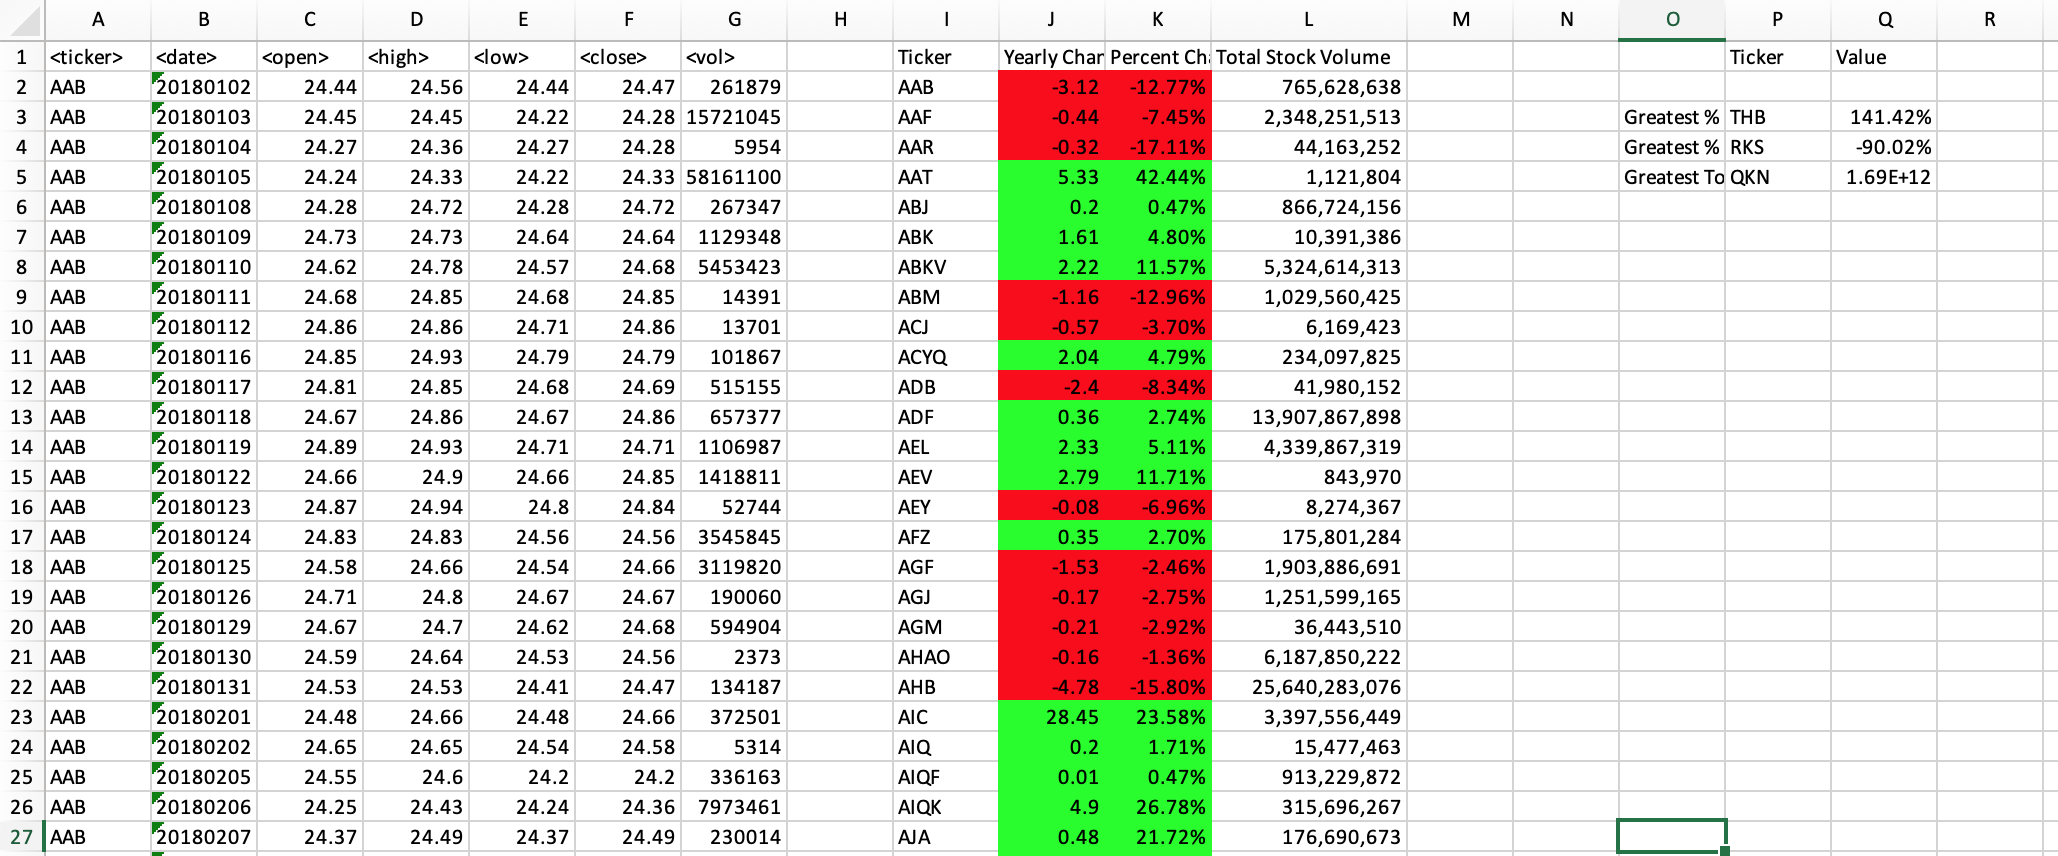 A B C D E F G H I J K L M N O P Q R
1 <ticker> <date> <open> <high> <low> <close> <vol> Ticker Yearly Char Percent Ch Total Stock Volume Ticker Value
2 AAB 20180102 24.44 24.56 24.44 24.47 261879 AAB -3.12 -12.77% 765,628,638
3 AAB 20180103 24.45 24.45 24.22 24.28 15721045 AAF -0.44 -7.45% 2,348,251,513 Greatest % THB 141.42%
4 AAB 20180104 24.27 24.36 24.27 24.28 5954 AAR -0.32 -17.11% 44,163,252 Greatest % RKS -90.02%
5 AAB 20180105 24.24 24.33 24.22 24.33 58161100 AAT 5.33 42.44% 1,121,804 Greatest To QKN 1.69E+12
6 AAB 20180108 24.28 24.72 24.28 24.72 267347 ABJ 0.2 0.47% 866,724,156
7 AAB 20180109 24.73 24.73 24.64 24.64 1129348 ABK 1.61 4.80% 10,391,386
8 AAB 20180110 24.62 24.78 24.57 24.68 5453423 ABKV 2.22 11.57% 5,324,614,313
9 AAB 20180111 24.68 24.85 24.68 24.85 14391 ABM -1.16 -12.96% 1,029,560,425
10 AAB 20180112 24.86 24.86 24.71 24.86 13701 ACJ -0.57 -3.70% 6,169,423
11 AAB 20180116 24.85 24.93 24.79 24.79 101867 ACYQ 2.04 4.79% 234,097,825
12 AAB 20180117 24.81 24.85 24.68 24.69 515155 ADB -2.4 -8.34% 41,980,152
13 AAB 20180118 24.67 24.86 24.67 24.86 657377 ADF 0.36 2.74% 13,907,867,898
14 AAB 20180119 24.89 24.93 24.71 24.71 1106987 AEL 2.33 5.11% 4,339,867,319
15 AAB 20180122 24.66 24.9 24.66 24.85 1418811 AEV 2.79 11.71% 843,970
16 AAB 20180123 24.87 24.94 24.8 24.84 52744 AEY -0.08 -6.96% 8,274,367
17 AAB 20180124 24.83 24.83 24.56 24.56 3545845 AFZ 0.35 2.70% 175,801,284
18 AAB 20180125 24.58 24.66 24.54 24.66 3119820 AGF -1.53 -2.46% 1,903,886,691
19 AAB 20180126 24.71 24.8 24.67 24.67 190060 AGJ -0.17 -2.75% 1,251,599,165
20 AAB 20180129 24.67 24.7 24.62 24.68 594904 AGM -0.21 -2.92% 36,443,510
21 AAB 20180130 24.59 24.64 24.53 24.56 2373 AHAO -0.16 -1.36% 6,187,850,222
22 AAB 20180131 24.53 24.53 24.41 24.47 134187 AHB -4.78 -15.80% 25,640,283,076
23 AAB 20180201 24.48 24.66 24.48 24.66 372501 AIC 28.45 23.58% 3,397,556,449
24 AAB 20180202 24.65 24.65 24.54 24.58 5314 AIQ 0.2 1.71% 15,477,463
25 AAB 20180205 24.55 24.6 24.2 24.2 336163 AIQF 0.01 0.47% 913,229,872
26 AAB 20180206 24.25 24.43 24.24 24.36 7973461 AIQK 4.9 26.78% 315,696,267
27 AAB 20180207 24.37 24.49 24.37 24.49 230014 AJA 0.48 21.72% 176,690,673